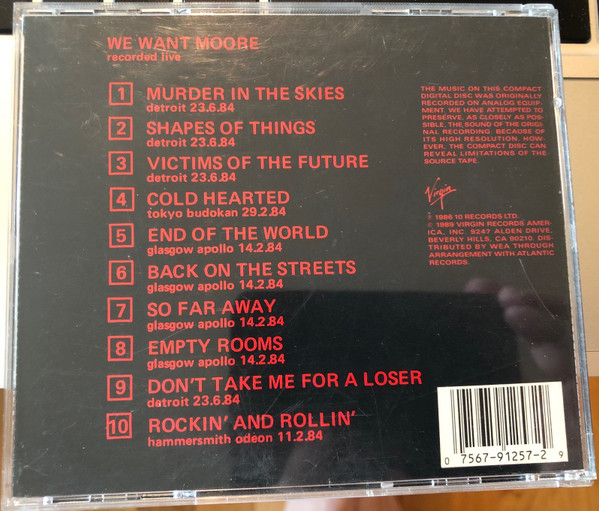 WE WANT MOORE
recorded live
1 MURDER IN THE SKIES
detroit 23.6.84
2 SHAPES OF THINGS
detroit 23.6.84
3 VICTIMS OF THE FUTURE
detroit 23.6.84
4 COLD HEARTED
tokyo budokan 29.2.84
5 END OF THE WORLD
glasgow apollo 14.2.84
6 BACK ON THE STREETS
glasgow apollo 14.2.84
7 SO FAR AWAY
glasgow apollo 14.2.84
8 EMPTY ROOMS
glasgow apollo 14.2.84
9 DON'T TAKE ME FOR A LOSER
detroit 23.6.84
10 ROCKIN' AND ROLLIN'
hammersmith odeon 11.2.84
THE MUSIC ON THIS COMPACT
DIGITAL DISC WAS ORIGINALLY
RECORDED ON ANALOG EQUIP-
MENT. WE HAVE ATTEMPTED TO
PRESERVE, AS CLOSELY AS POS-
SIBLE, THE SOUND OF THE ORIGI-
NAL RECORDING. BECAUSE OF
ITS HIGH RESOLUTION, HOW-
EVER, THE COMPACT DISC CAN
REVEAL LIMITATIONS OF THE
SOURCE TAPE.
Virgin
℗ 1986 10 RECORDS LTD.
© 1989 VIRGIN RECORDS AMER-
ICA, INC. 9247 ALDEN DRIVE,
BEVERLY HILLS, CA 90210. DIS-
TRIBUTED BY WEA THROUGH
ARRANGEMENT WITH ATLANTIC
RECORDS.
0 7567-91257-2 9